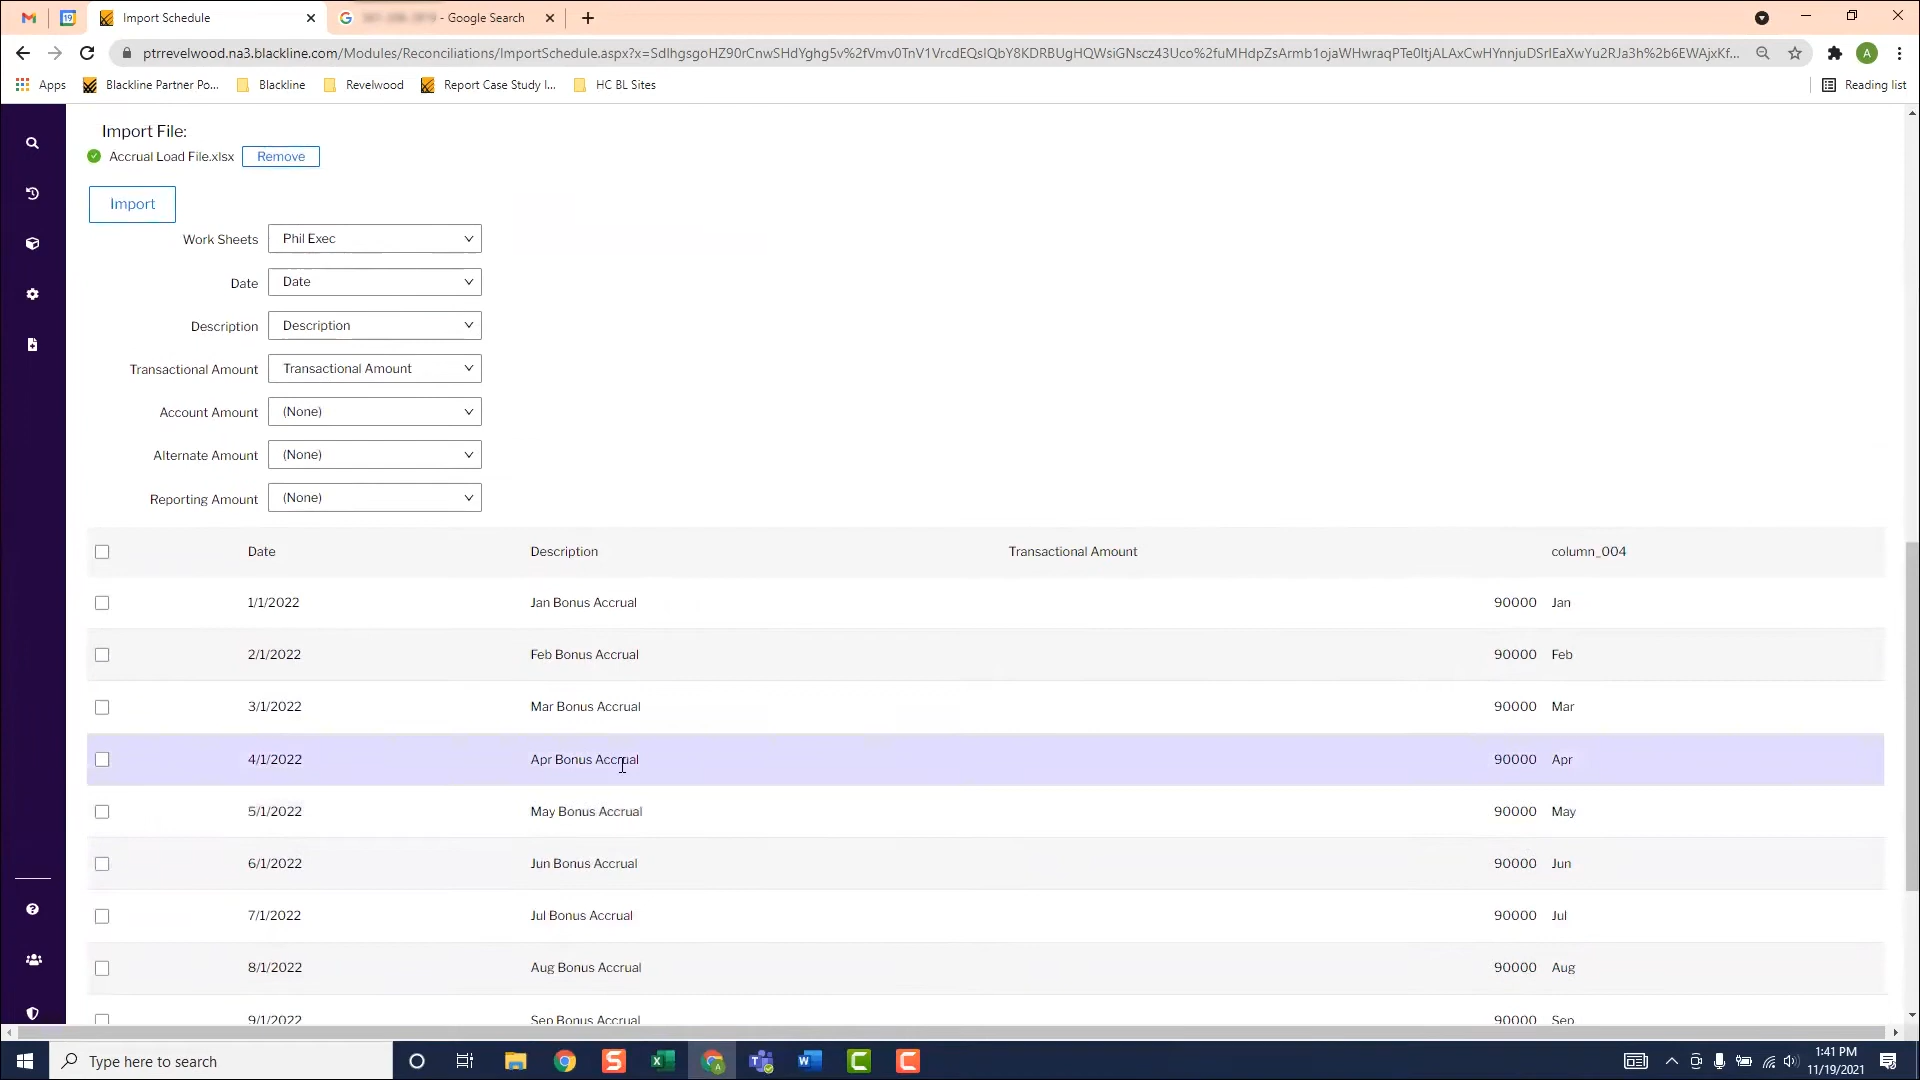 19 Import Schedule - Google Search
ptrrevelwood.na3.blackline.com/Modules/Reconciliations/ImportSchedule.aspx?x=
Apps Blackline Partner Po... Blackline Revelwood Report Case Study I... HC BL Sites Reading list
A
Import File:
Accrual Load File.xlsx Remove
Import
Work Sheets Phil Exec
Date Date
Description Description
Transactional Amount Transactional Amount
Account Amount (None)
Alternate Amount (None)
Reporting Amount (None)
Date Description Transactional Amount column_004
1/1/2022 Jan Bonus Accrual 90000 Jan
2/1/2022 Feb Bonus Accrual 90000 Feb
3/1/2022 Mar Bonus Accrual 90000 Mar
4/1/2022 Apr Bonus Accrual 90000 Apr
5/1/2022 May Bonus Accrual 90000 May
6/1/2022 Jun Bonus Accrual 90000 Jun
7/1/2022 Jul Bonus Accrual 90000 Jul
8/1/2022 Aug Bonus Accrual 90000 Aug
9/1/2022 Sep Bonus Accrual 90000 Sep
Type here to search
1:41 PM
11/19/2021